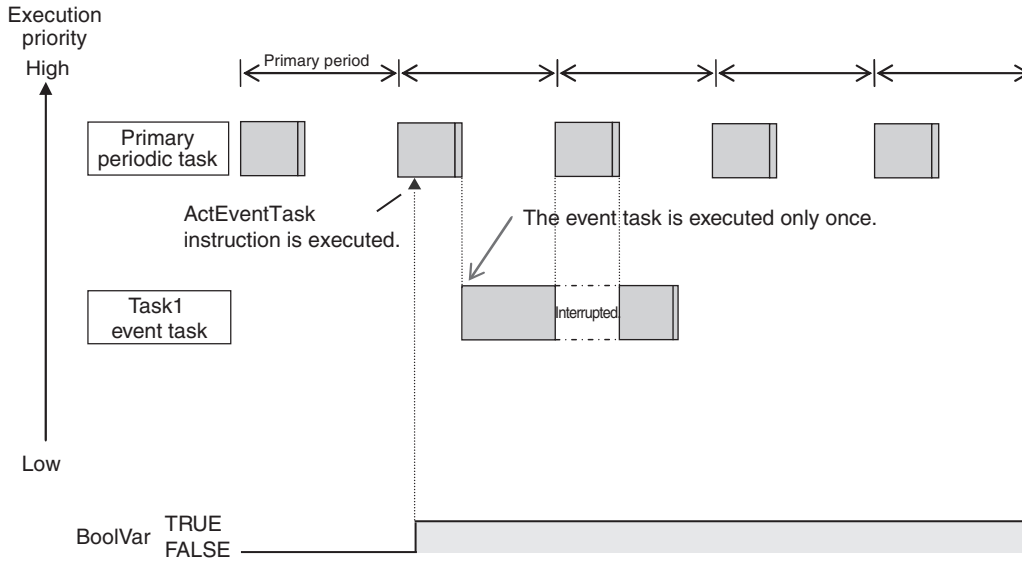 Execution
priority
High
Primary period
Primary
periodic task
ActEventTask
instruction is executed.
The event task is executed only once.
Task1
event task
Interrupted.
Low
BoolVar
TRUE
FALSE